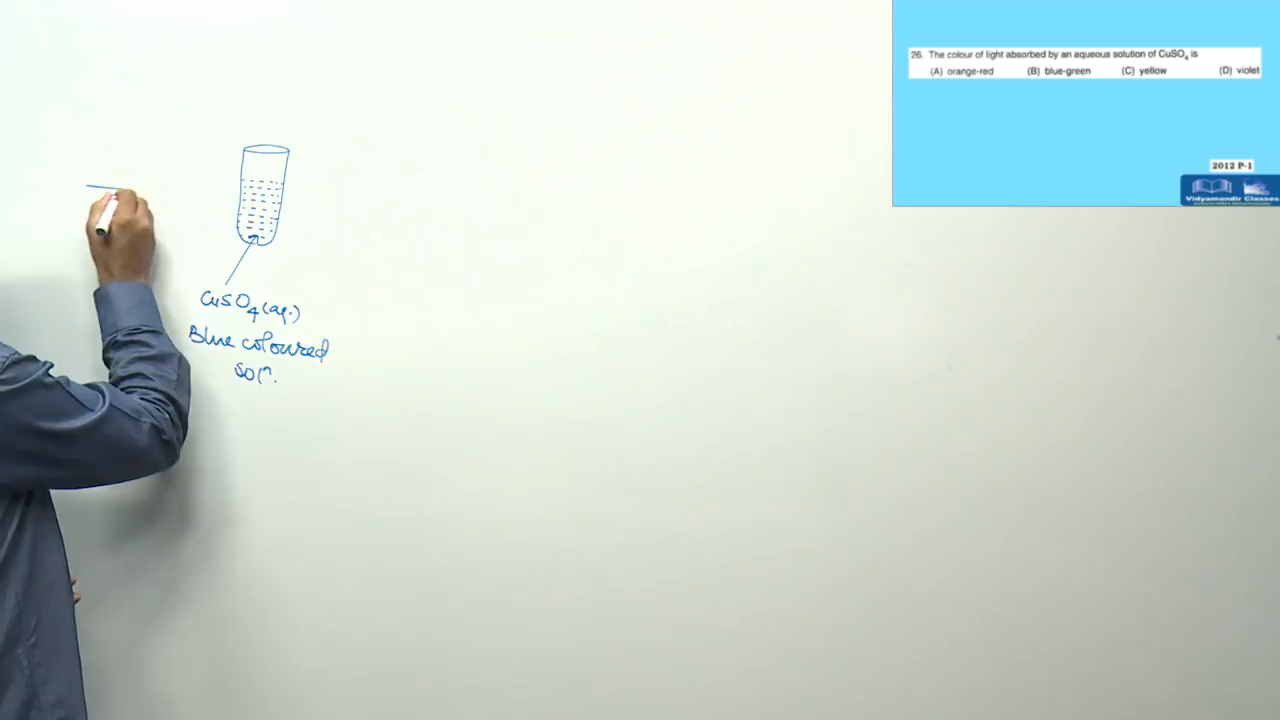 26. The colour of light absorbed by an aqueous solution of CuSO₄ is
(A) orange-red (B) blue-green (C) yellow (D) violet
2012 P-1
Vidyamandir Classes
CuSO₄(aq.)
Blue coloured
solⁿ.